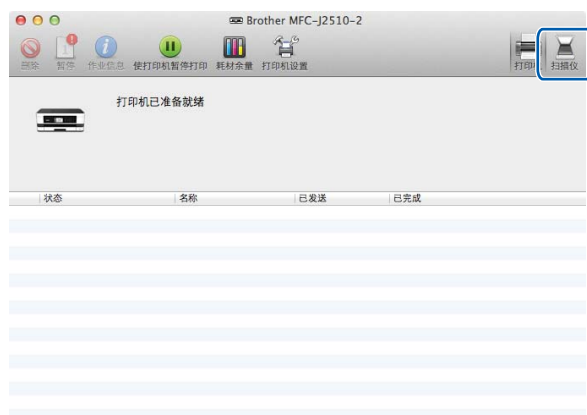 Brother MFC-J2510-2
删除 暂停 作业信息 使打印机暂停打印 耗材余量 打印机设置 打印机 扫描仪
打印机已准备就绪
状态 名称 已发送 已完成